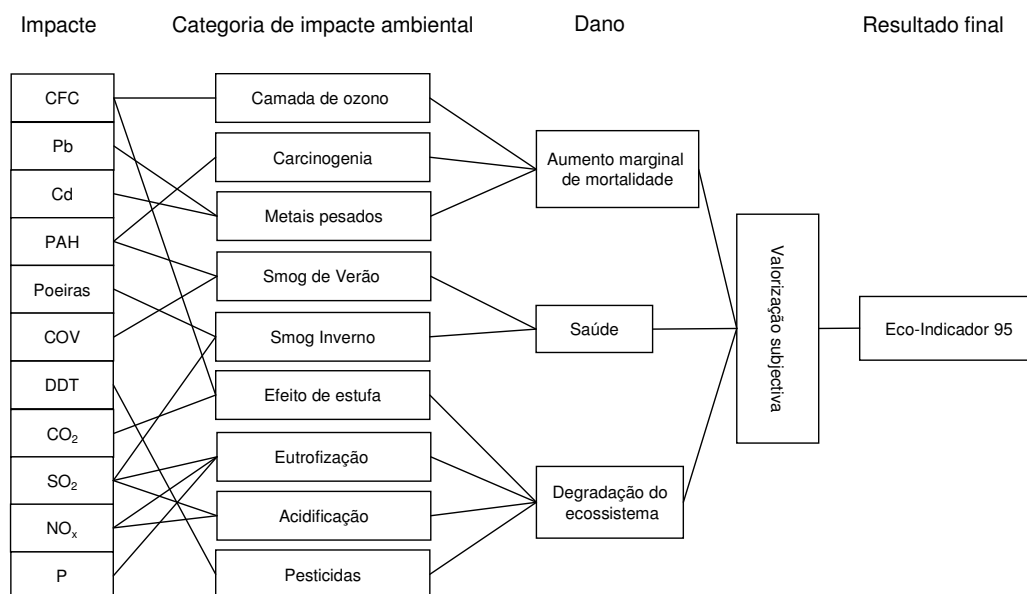 Impacte
Categoria de impacte ambiental
Dano
Resultado final
CFC
Pb
Cd
PAH
Poeiras
COV
DDT
CO₂
SO₂
NOₓ
P
Camada de ozono
Carcinogenia
Metais pesados
Smog de Verão
Smog Inverno
Efeito de estufa
Eutrofização
Acidificação
Pesticidas
Aumento marginal
de mortalidade
Saúde
Degradação do
ecossistema
Valorização subjectiva
Eco-Indicador 95